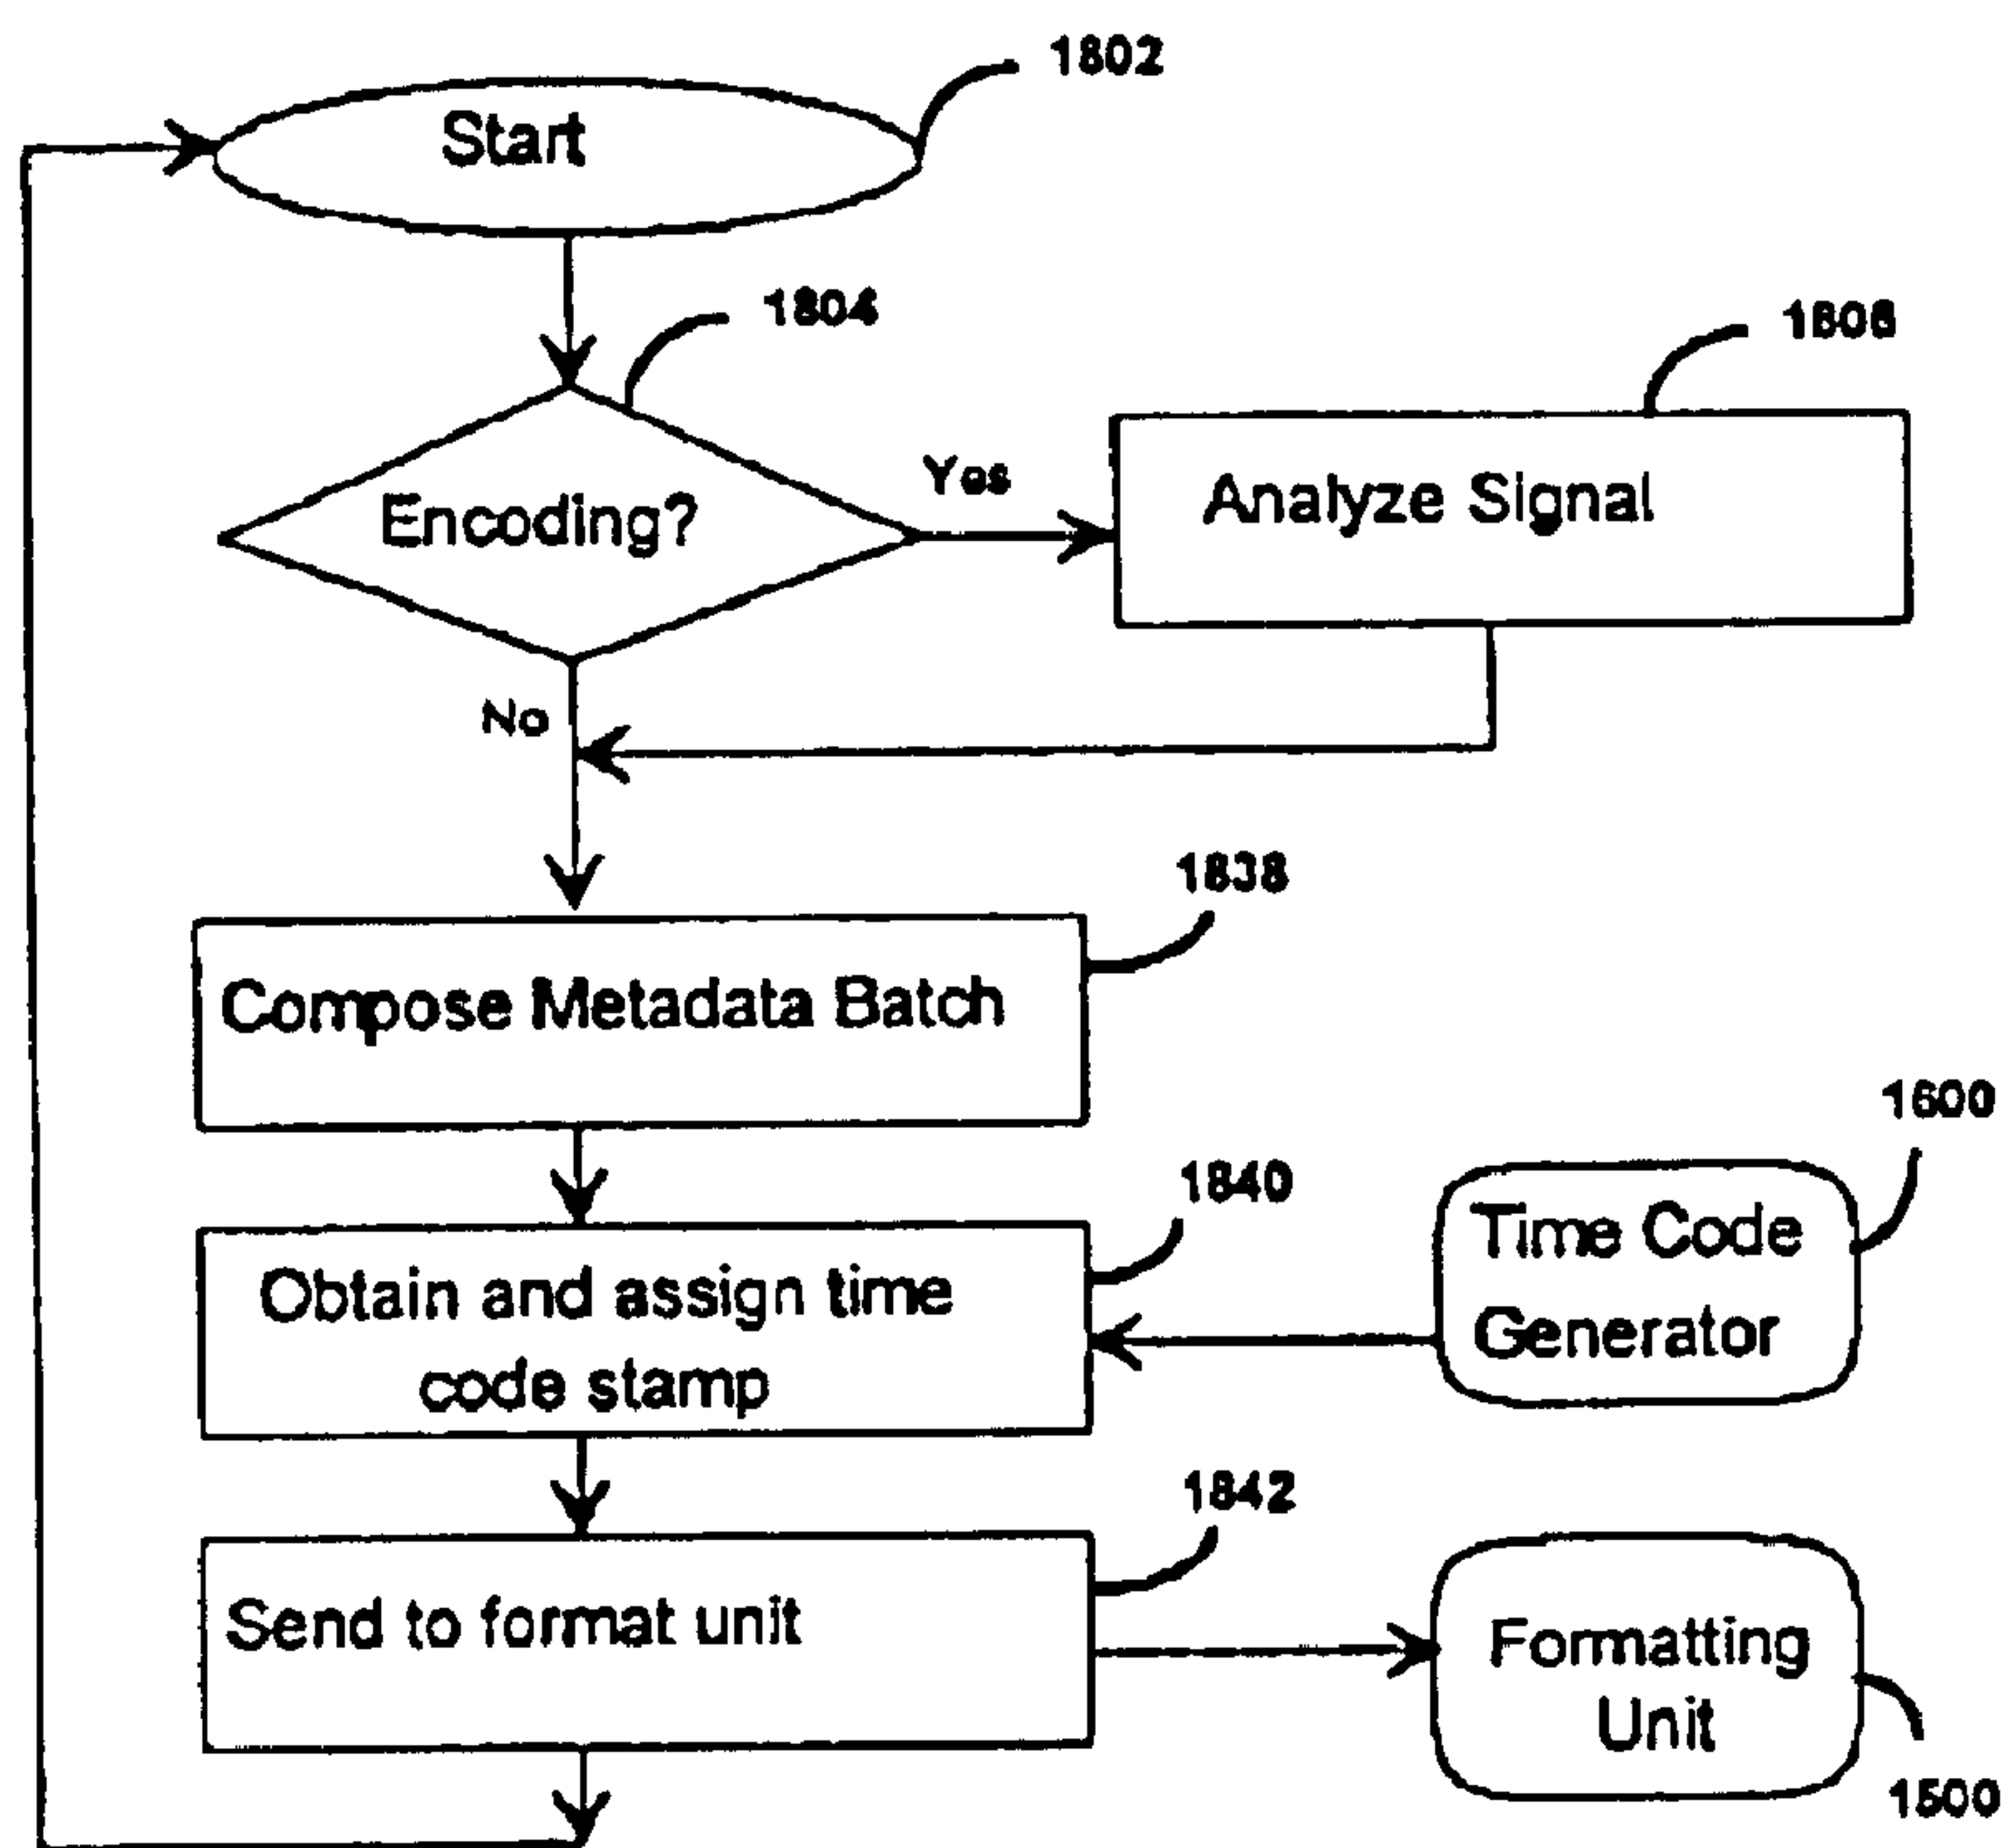 1802
Start
1804
1806
Yes
Encoding?
Analyze Signal
No
1838
Compose Metadata Batch
1600
1840
Time Code
Generator
Obtain and assign time
code stamp
1842
Send to format unit
Formatting
Unit
1500